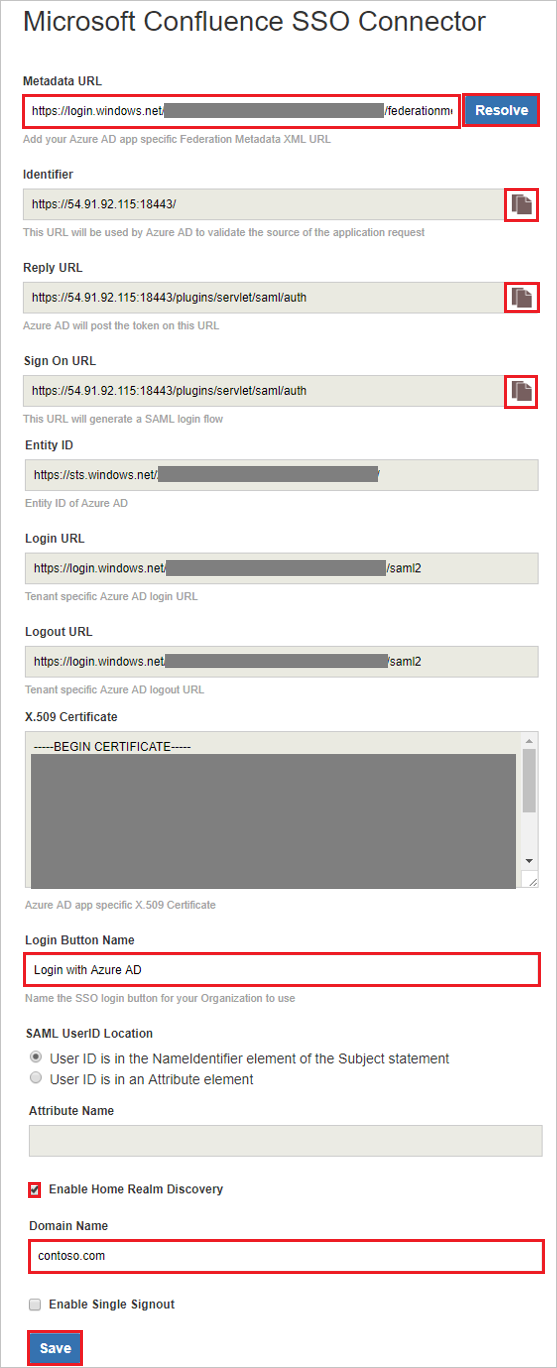 Microsoft Confluence SSO Connector
Metadata URL
https://login.windows.net/ /federationme
Resolve
Add your Azure AD app specific Federation Metadata XML URL
Identifier
https://54.91.92.115:18443/
This URL will be used by Azure AD to validate the source of the application request
Reply URL
https://54.91.92.115:18443/plugins/servlet/saml/auth
Azure AD will post the token on this URL
Sign On URL
https://54.91.92.115:18443/plugins/servlet/saml/auth
This URL will generate a SAML login flow
Entity ID
https://sts.windows.net/ /
Entity ID of Azure AD
Login URL
https://login.windows.net/ /saml2
Tenant specific Azure AD login URL
Logout URL
https://login.windows.net/ /saml2
Tenant specific Azure AD logout URL
X.509 Certificate
-----BEGIN CERTIFICATE-----
Azure AD app specific X.509 Certificate
Login Button Name
Login with Azure AD
Name the SSO login button for your Organization to use
SAML UserID Location
User ID is in the NameIdentifier element of the Subject statement
User ID is in an Attribute element
Attribute Name
Enable Home Realm Discovery
Domain Name
contoso.com
Enable Single Signout
Save